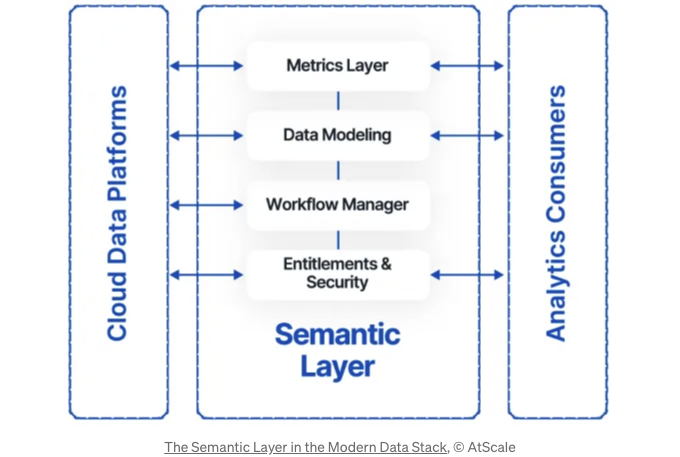 Cloud Data Platforms
Metrics Layer
Data Modeling
Workflow Manager
Entitlements &
Security
Semantic
Layer
Analytics Consumers
The Semantic Layer in the Modern Data Stack, © AtScale